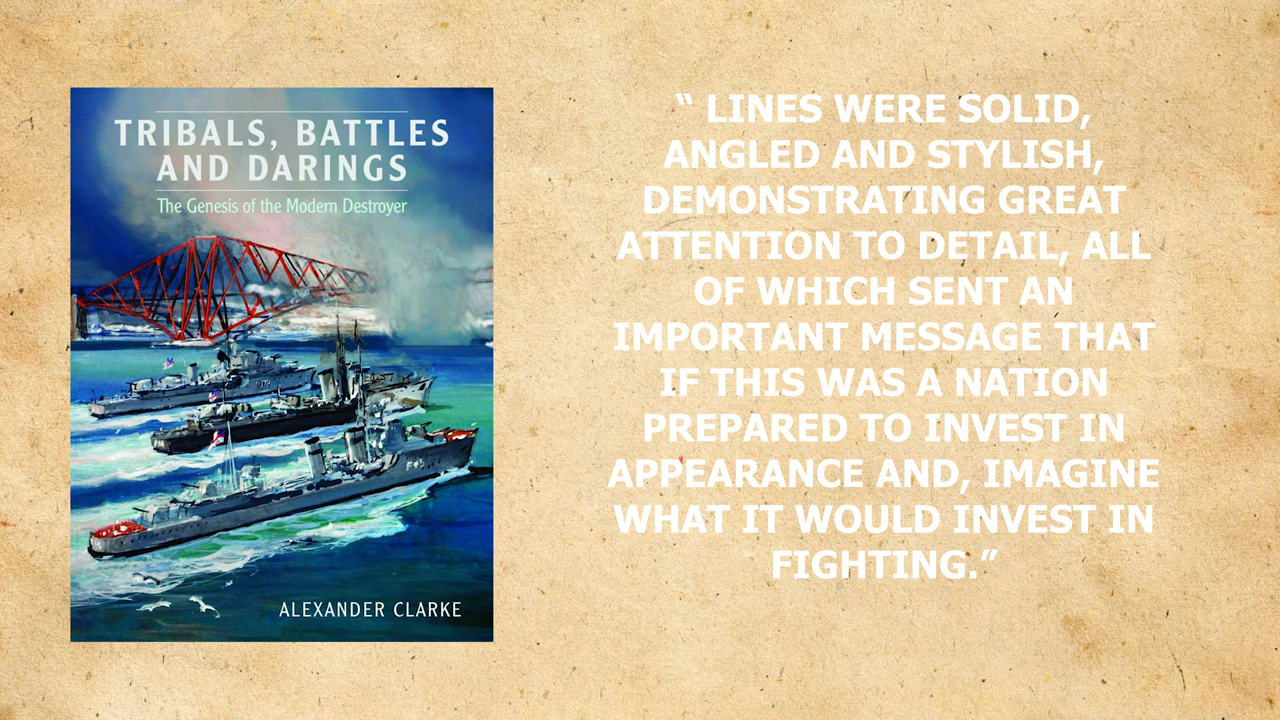 TRIBALS, BATTLES
AND DARINGS
The Genesis of the Modern Destroyer
ALEXANDER CLARKE
“ LINES WERE SOLID,
ANGLED AND STYLISH,
DEMONSTRATING GREAT
ATTENTION TO DETAIL, ALL
OF WHICH SENT AN
IMPORTANT MESSAGE THAT
IF THIS WAS A NATION
PREPARED TO INVEST IN
APPEARANCE AND, IMAGINE
WHAT IT WOULD INVEST IN
FIGHTING.”